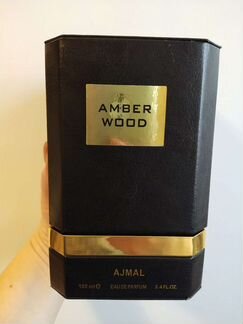 AMBER
WOOD
AJMAL
100 ml ℮ EAU DE PARFUM 3.4 FL.OZ.